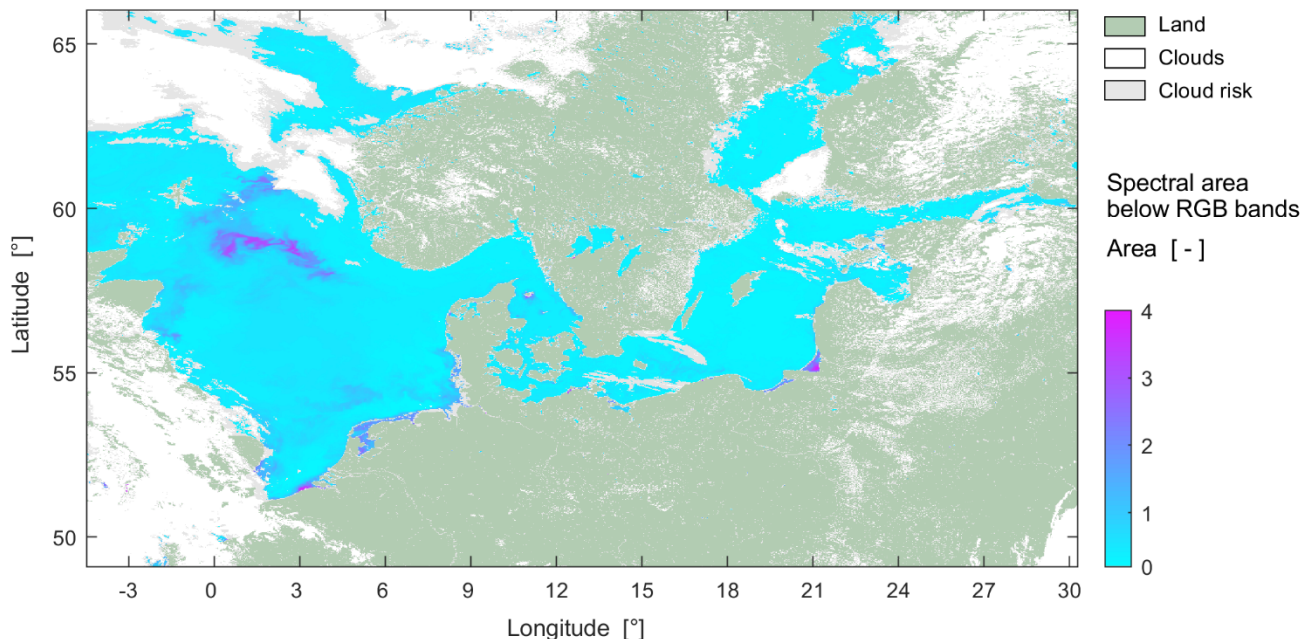 Land
Clouds
Cloud risk
Spectral area
below RGB bands
Area [ - ]
4
3
2
1
0
65
60
55
50
Latitude [°]
-3 0 3 6 9 12 15 18 21 24 27 30
Longitude [°]